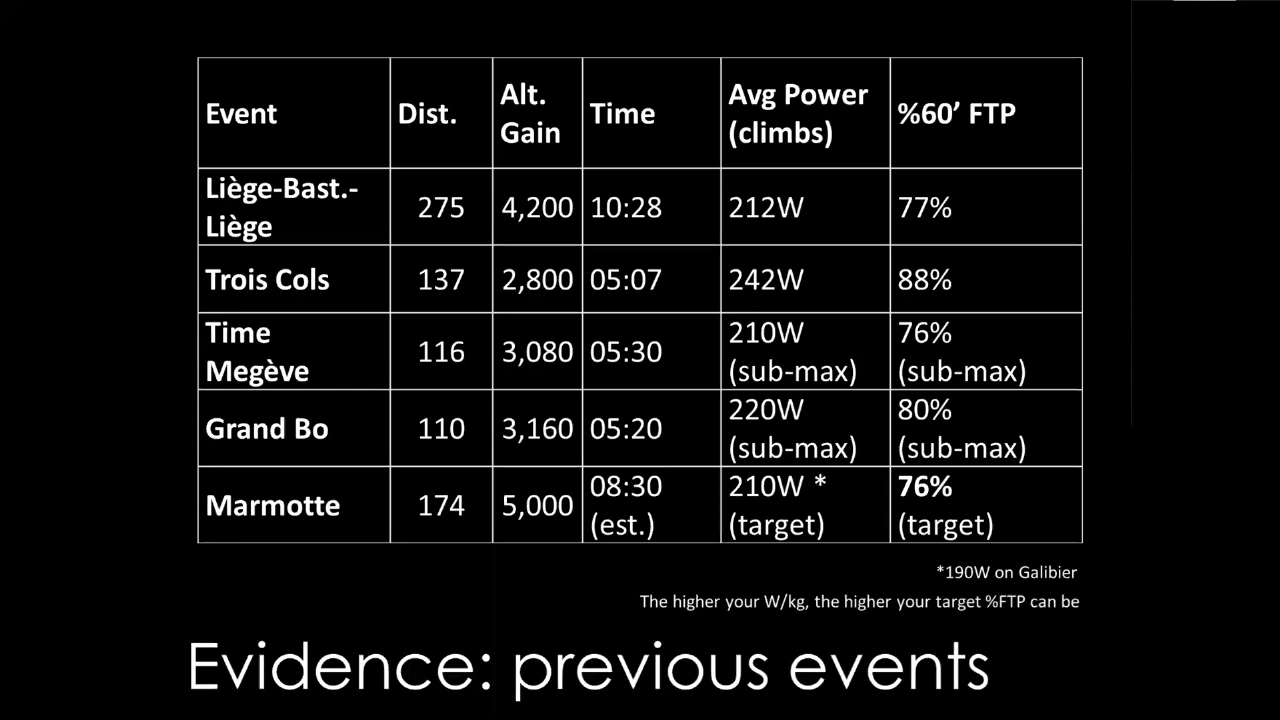 Event Dist. Alt. Gain Time Avg Power (climbs) %60’ FTP
Liège-Bast.-Liège 275 4,200 10:28 212W 77%
Trois Cols 137 2,800 05:07 242W 88%
Time Megève 116 3,080 05:30 210W (sub-max) 76% (sub-max)
Grand Bo 110 3,160 05:20 220W (sub-max) 80% (sub-max)
Marmotte 174 5,000 08:30 (est.) 210W * (target) 76% (target)
*190W on Galibier
The higher your W/kg, the higher your target %FTP can be
Evidence: previous events